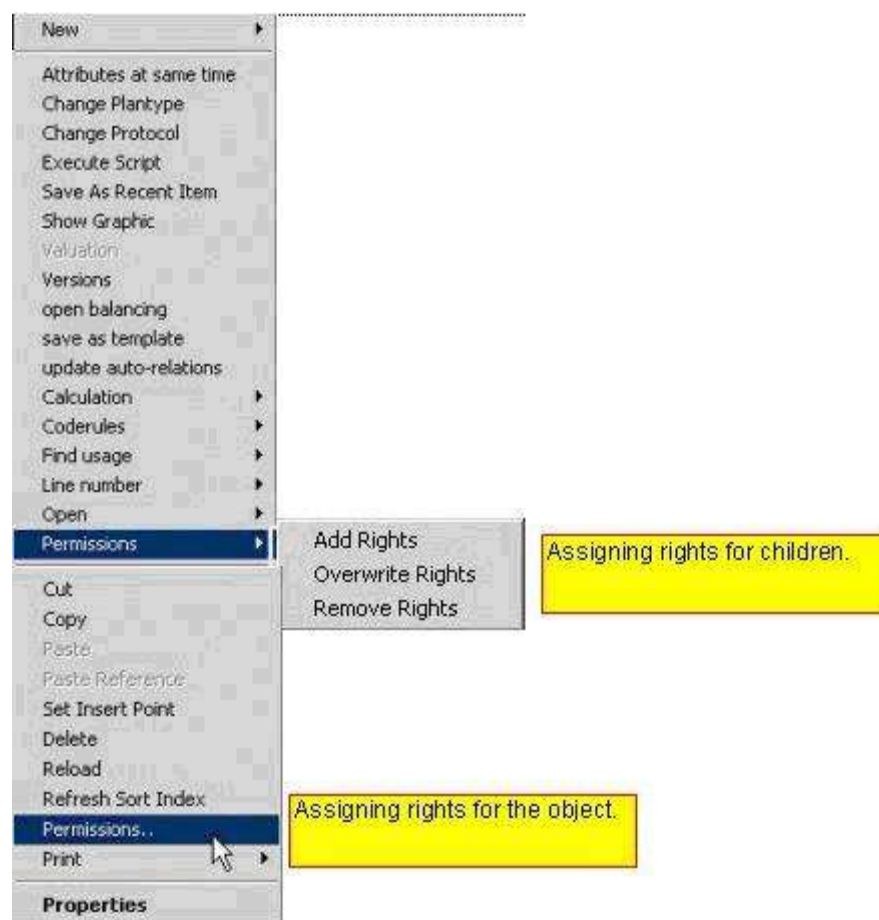 New
Attributes at same time
Change Plantype
Change Protocol
Execute Script
Save As Recent Item
Show Graphic
Valuation
Versions
open balancing
save as template
update auto-relations
Calculation
Coderules
Find usage
Line number
Open
Permissions
Add Rights
Overwrite Rights
Remove Rights
Assigning rights for children.
Cut
Copy
Paste
Paste Reference
Set Insert Point
Delete
Reload
Refresh Sort Index
Permissions..
Assigning rights for the object.
Print
Properties